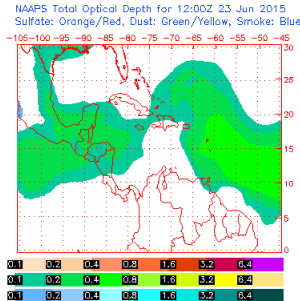 NAAPS Total Optical Depth for 12:00Z 23 Jun 2015
Sulfate: Orange/Red, Dust: Green/Yellow, Smoke: Blue
-105 -100 -95 -90 -85 -80 -75 -70 -65 -60 -55 -50 -45
30
25
20
15
10
5
0
0.1 0.2 0.4 0.8 1.6 3.2 6.4
0.1 0.2 0.4 0.8 1.6 3.2 6.4
0.1 0.2 0.4 0.8 1.6 3.2 6.4